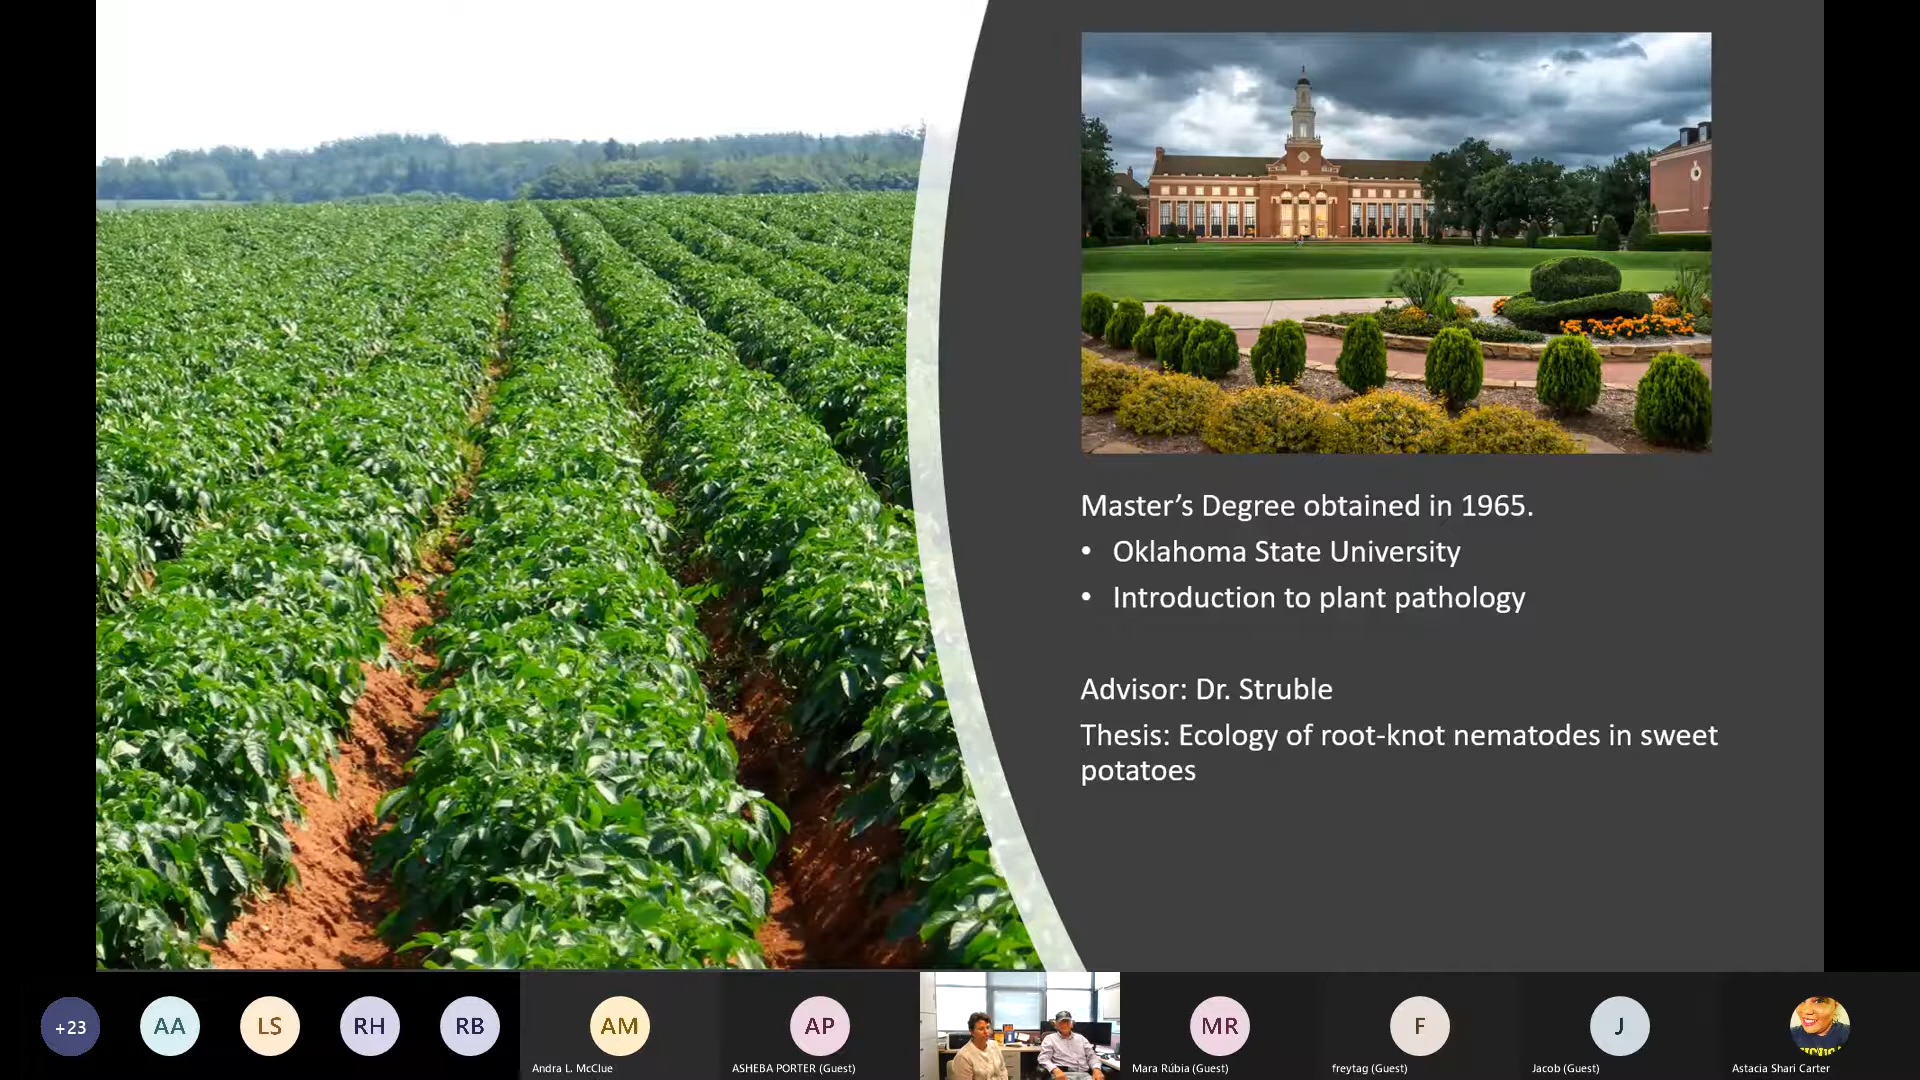 Master’s Degree obtained in 1965.
• Oklahoma State University
• Introduction to plant pathology
Advisor: Dr. Struble
Thesis: Ecology of root-knot nematodes in sweet
potatoes
+23
AA
LS
RH
RB
AM
AP
MR
F
J
Andra L. McClue
ASHEBA PORTER (Guest)
Mara Rúbia (Guest)
freytag (Guest)
Jacob (Guest)
Astacia Shari Carter